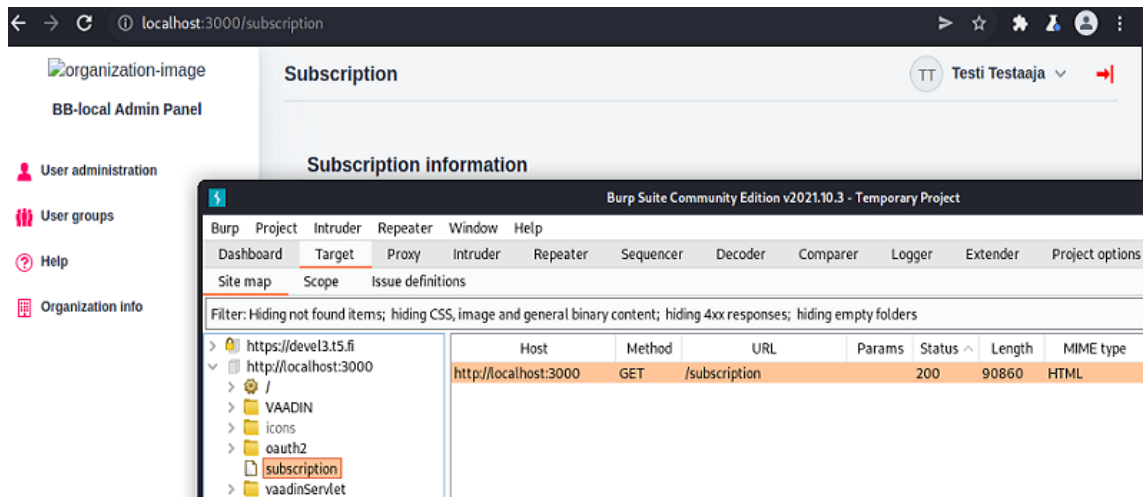 localhost:3000/subscription
organization-image
Subscription
TT
Testi Testaaja
BB-local Admin Panel
Subscription information
User administration
User groups
Help
Organization info
Burp Suite Community Edition v2021.10.3 - Temporary Project
Burp Project Intruder Repeater Window Help
Dashboard Target Proxy Intruder Repeater Sequencer Decoder Comparer Logger Extender Project options
Site map Scope Issue definitions
Filter: Hiding not found items; hiding CSS, image and general binary content; hiding 4xx responses; hiding empty folders
https://devel3.t5.fi
http://localhost:3000
/
VAADIN
icons
oauth2
subscription
vaadinServlet
Host Method URL Params Status Length MIME type
http://localhost:3000 GET /subscription 200 90860 HTML